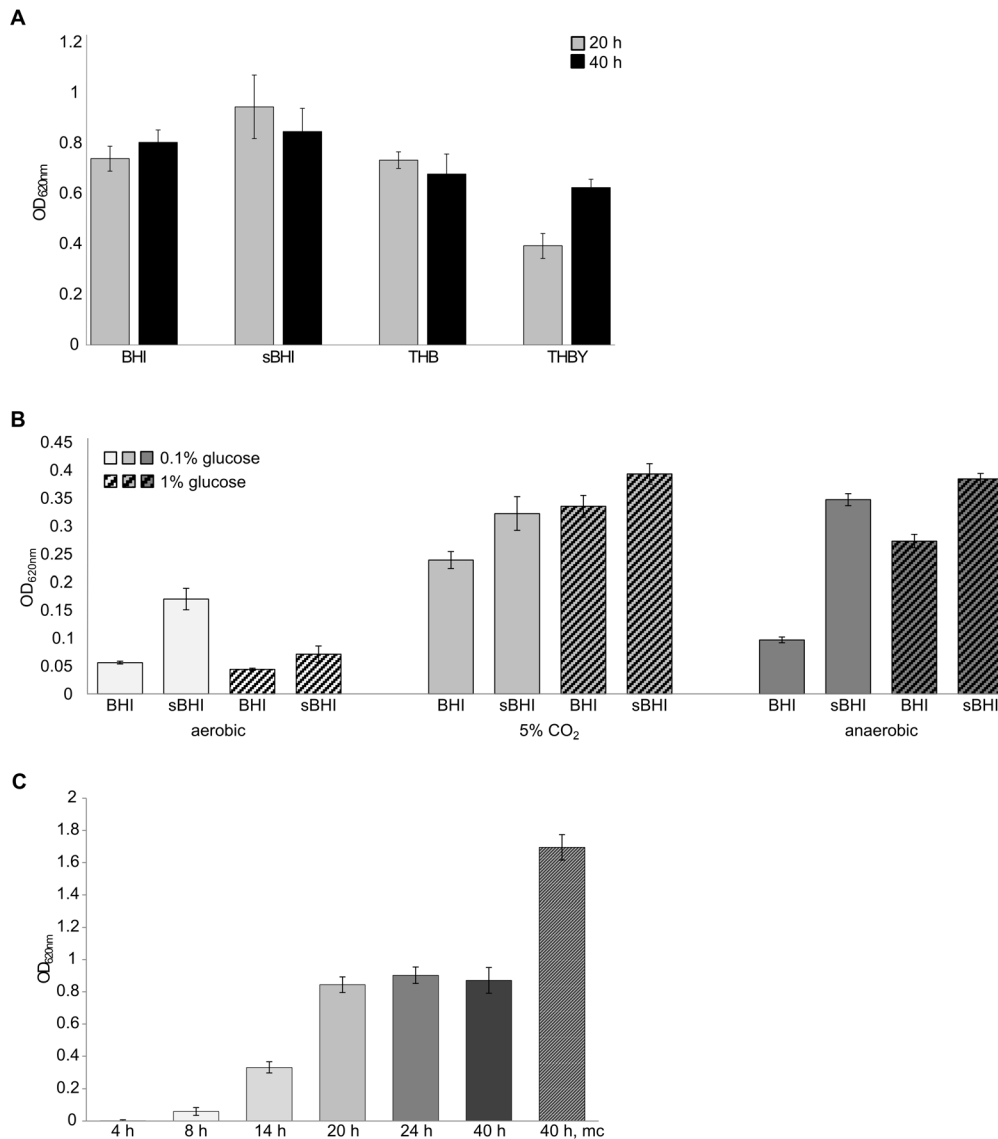 A
1.2
1
0.8
0.6
0.4
0.2
0
OD620nm
20 h
40 h
BHI
sBHI
THB
THBY
B
0.45
0.4
0.35
0.3
0.25
0.2
0.15
0.1
0.05
0
OD620nm
0.1% glucose
1% glucose
BHI sBHI BHI sBHI BHI sBHI BHI sBHI BHI sBHI BHI sBHI
aerobic 5% CO2 anaerobic
C
2
1.8
1.6
1.4
1.2
1
0.8
0.6
0.4
0.2
0
OD620nm
4 h 8 h 14 h 20 h 24 h 40 h 40 h, mc